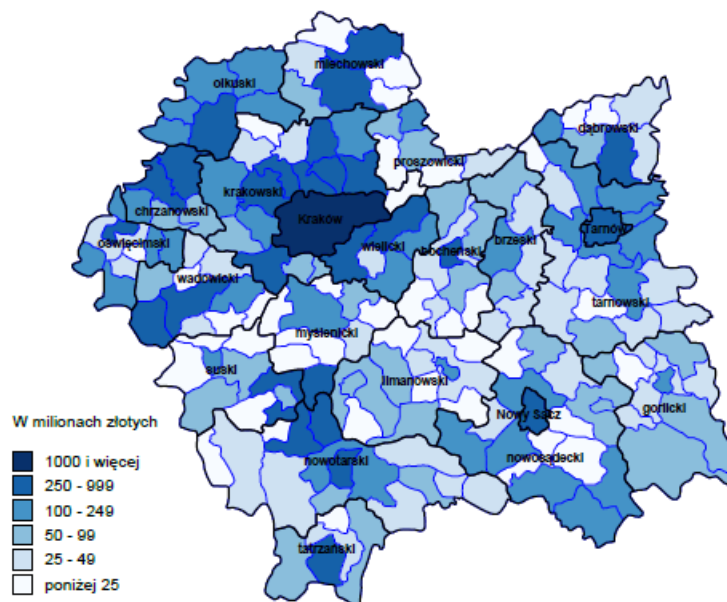 miechowski
olkuski
dąbrowski
proszowicki
krakowski
chrzanowski
Kraków
Tarnów
oświęcimski
wielicki
bocheński
brzeski
wadowicki
tarnowski
myślenicki
suski
limanowski
Nowy Sącz
gorlicki
nowosądecki
nowotarski
tatrzański
W milionach złotych
1000 i więcej
250 - 999
100 - 249
50 - 99
25 - 49
poniżej 25